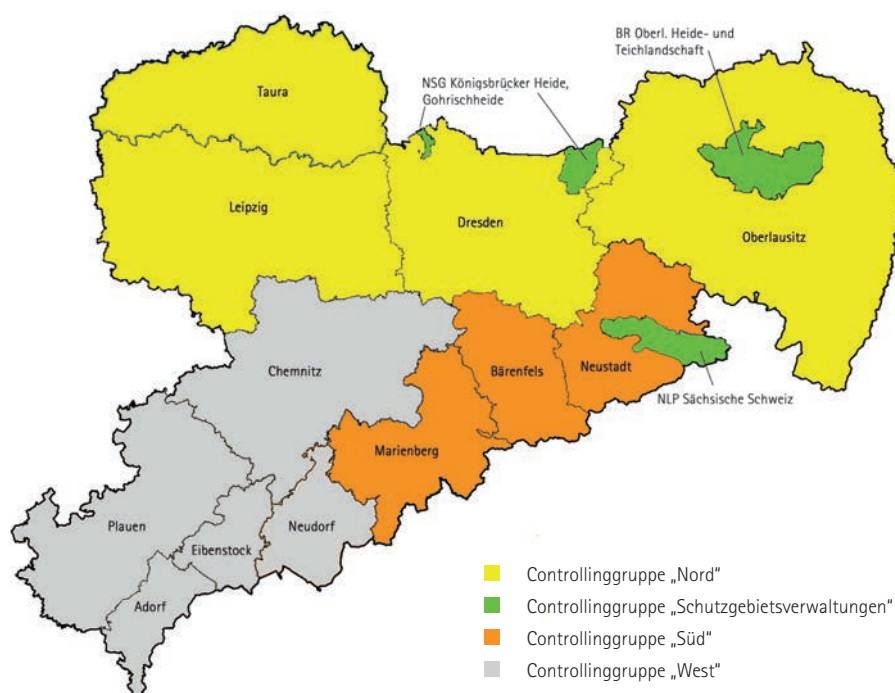 BR Oberl. Heide- und
Teichlandschaft
NSG Königsbrücker Heide,
Gohrischheide
Taura
Leipzig
Dresden
Oberlausitz
Chemnitz
Bärenfels
Neustadt
NLP Sächsische Schweiz
Marienberg
Plauen
Neudorf
Eibenstock
Adorf
Controllinggruppe „Nord“
Controllinggruppe „Schutzgebietsverwaltungen“
Controllinggruppe „Süd“
Controllinggruppe „West“